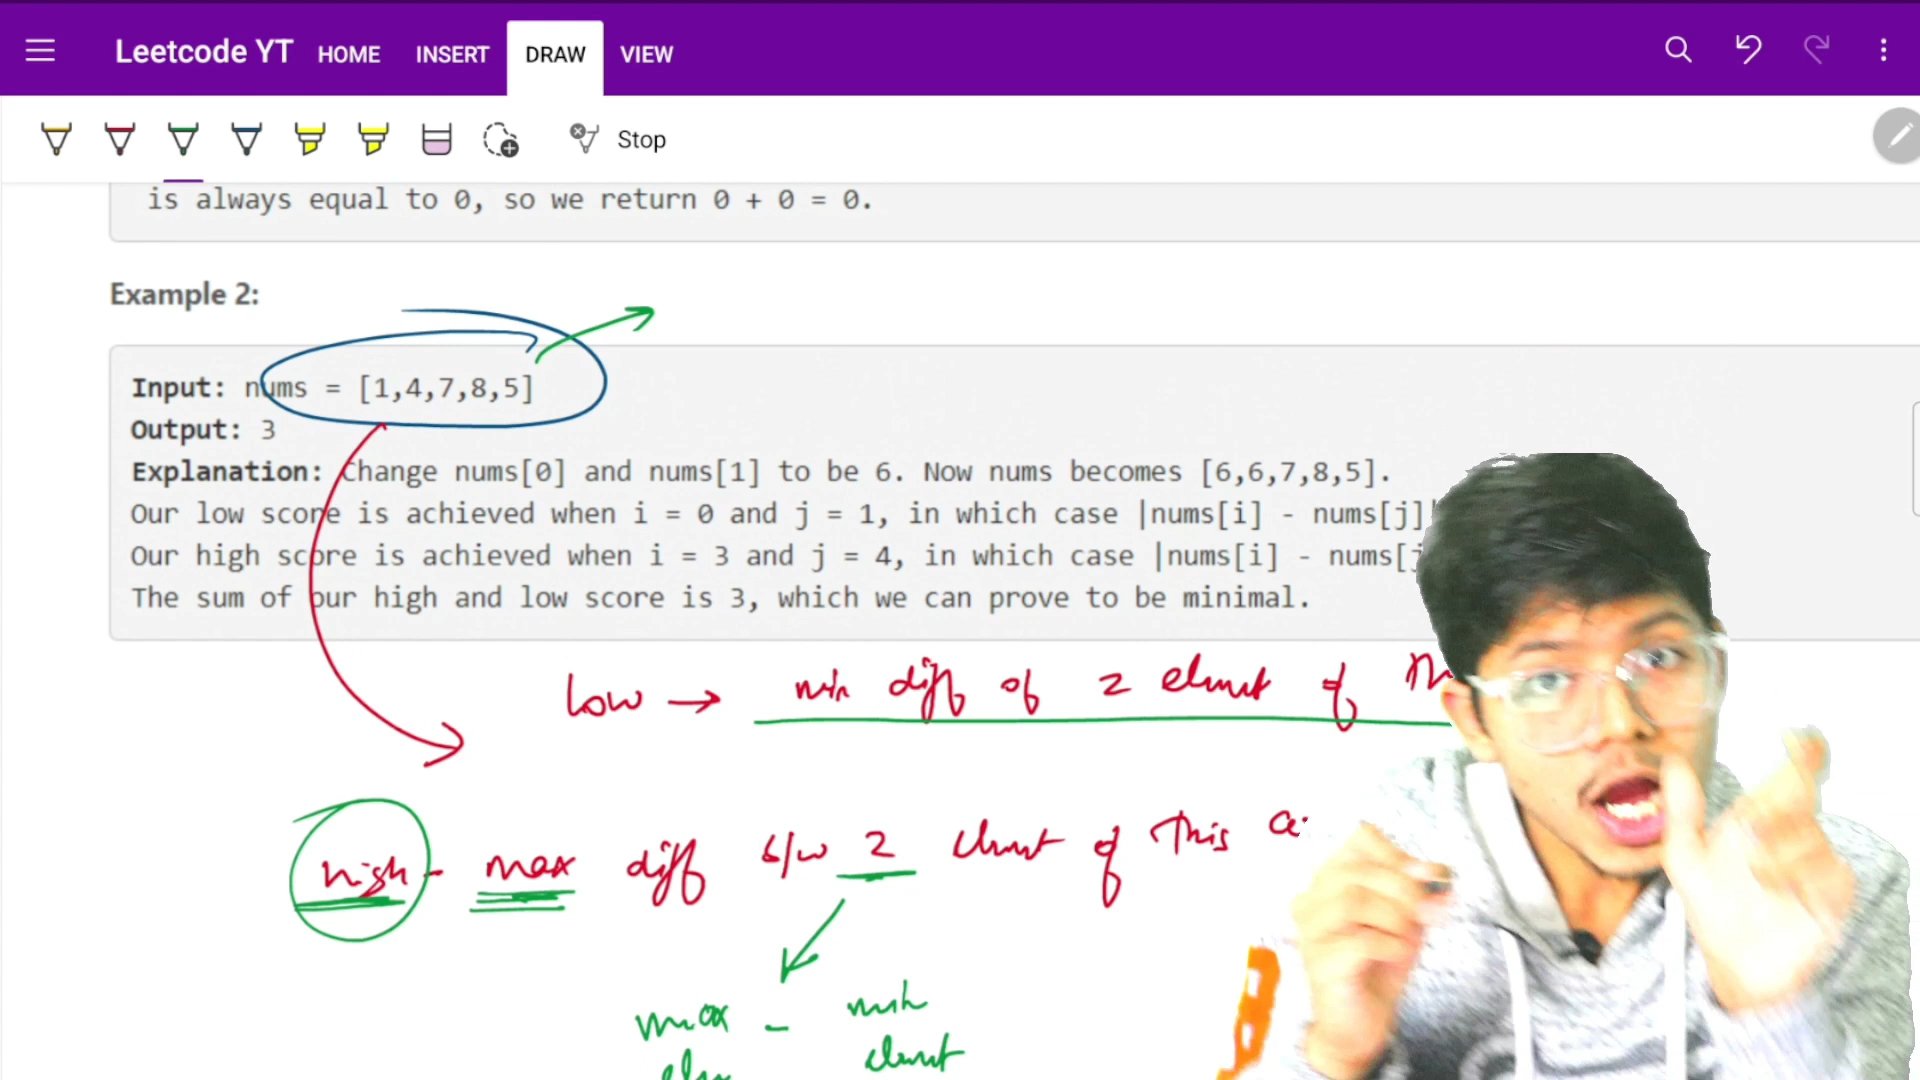 Leetcode YT HOME INSERT DRAW VIEW
Stop
is always equal to 0, so we return 0 + 0 = 0.
Example 2:
Input: nums = [1,4,7,8,5]
Output: 3
Explanation: Change nums[0] and nums[1] to be 6. Now nums becomes [6,6,7,8,5].
Our low score is achieved when i = 0 and j = 1, in which case |nums[i] - nums[j]|
Our high score is achieved when i = 3 and j = 4, in which case |nums[i] - nums[j
The sum of our high and low score is 3, which we can prove to be minimal.
low → min diff of 2 elmnt of
high - max diff b/w 2 elmnt of this
max - min
elmnt